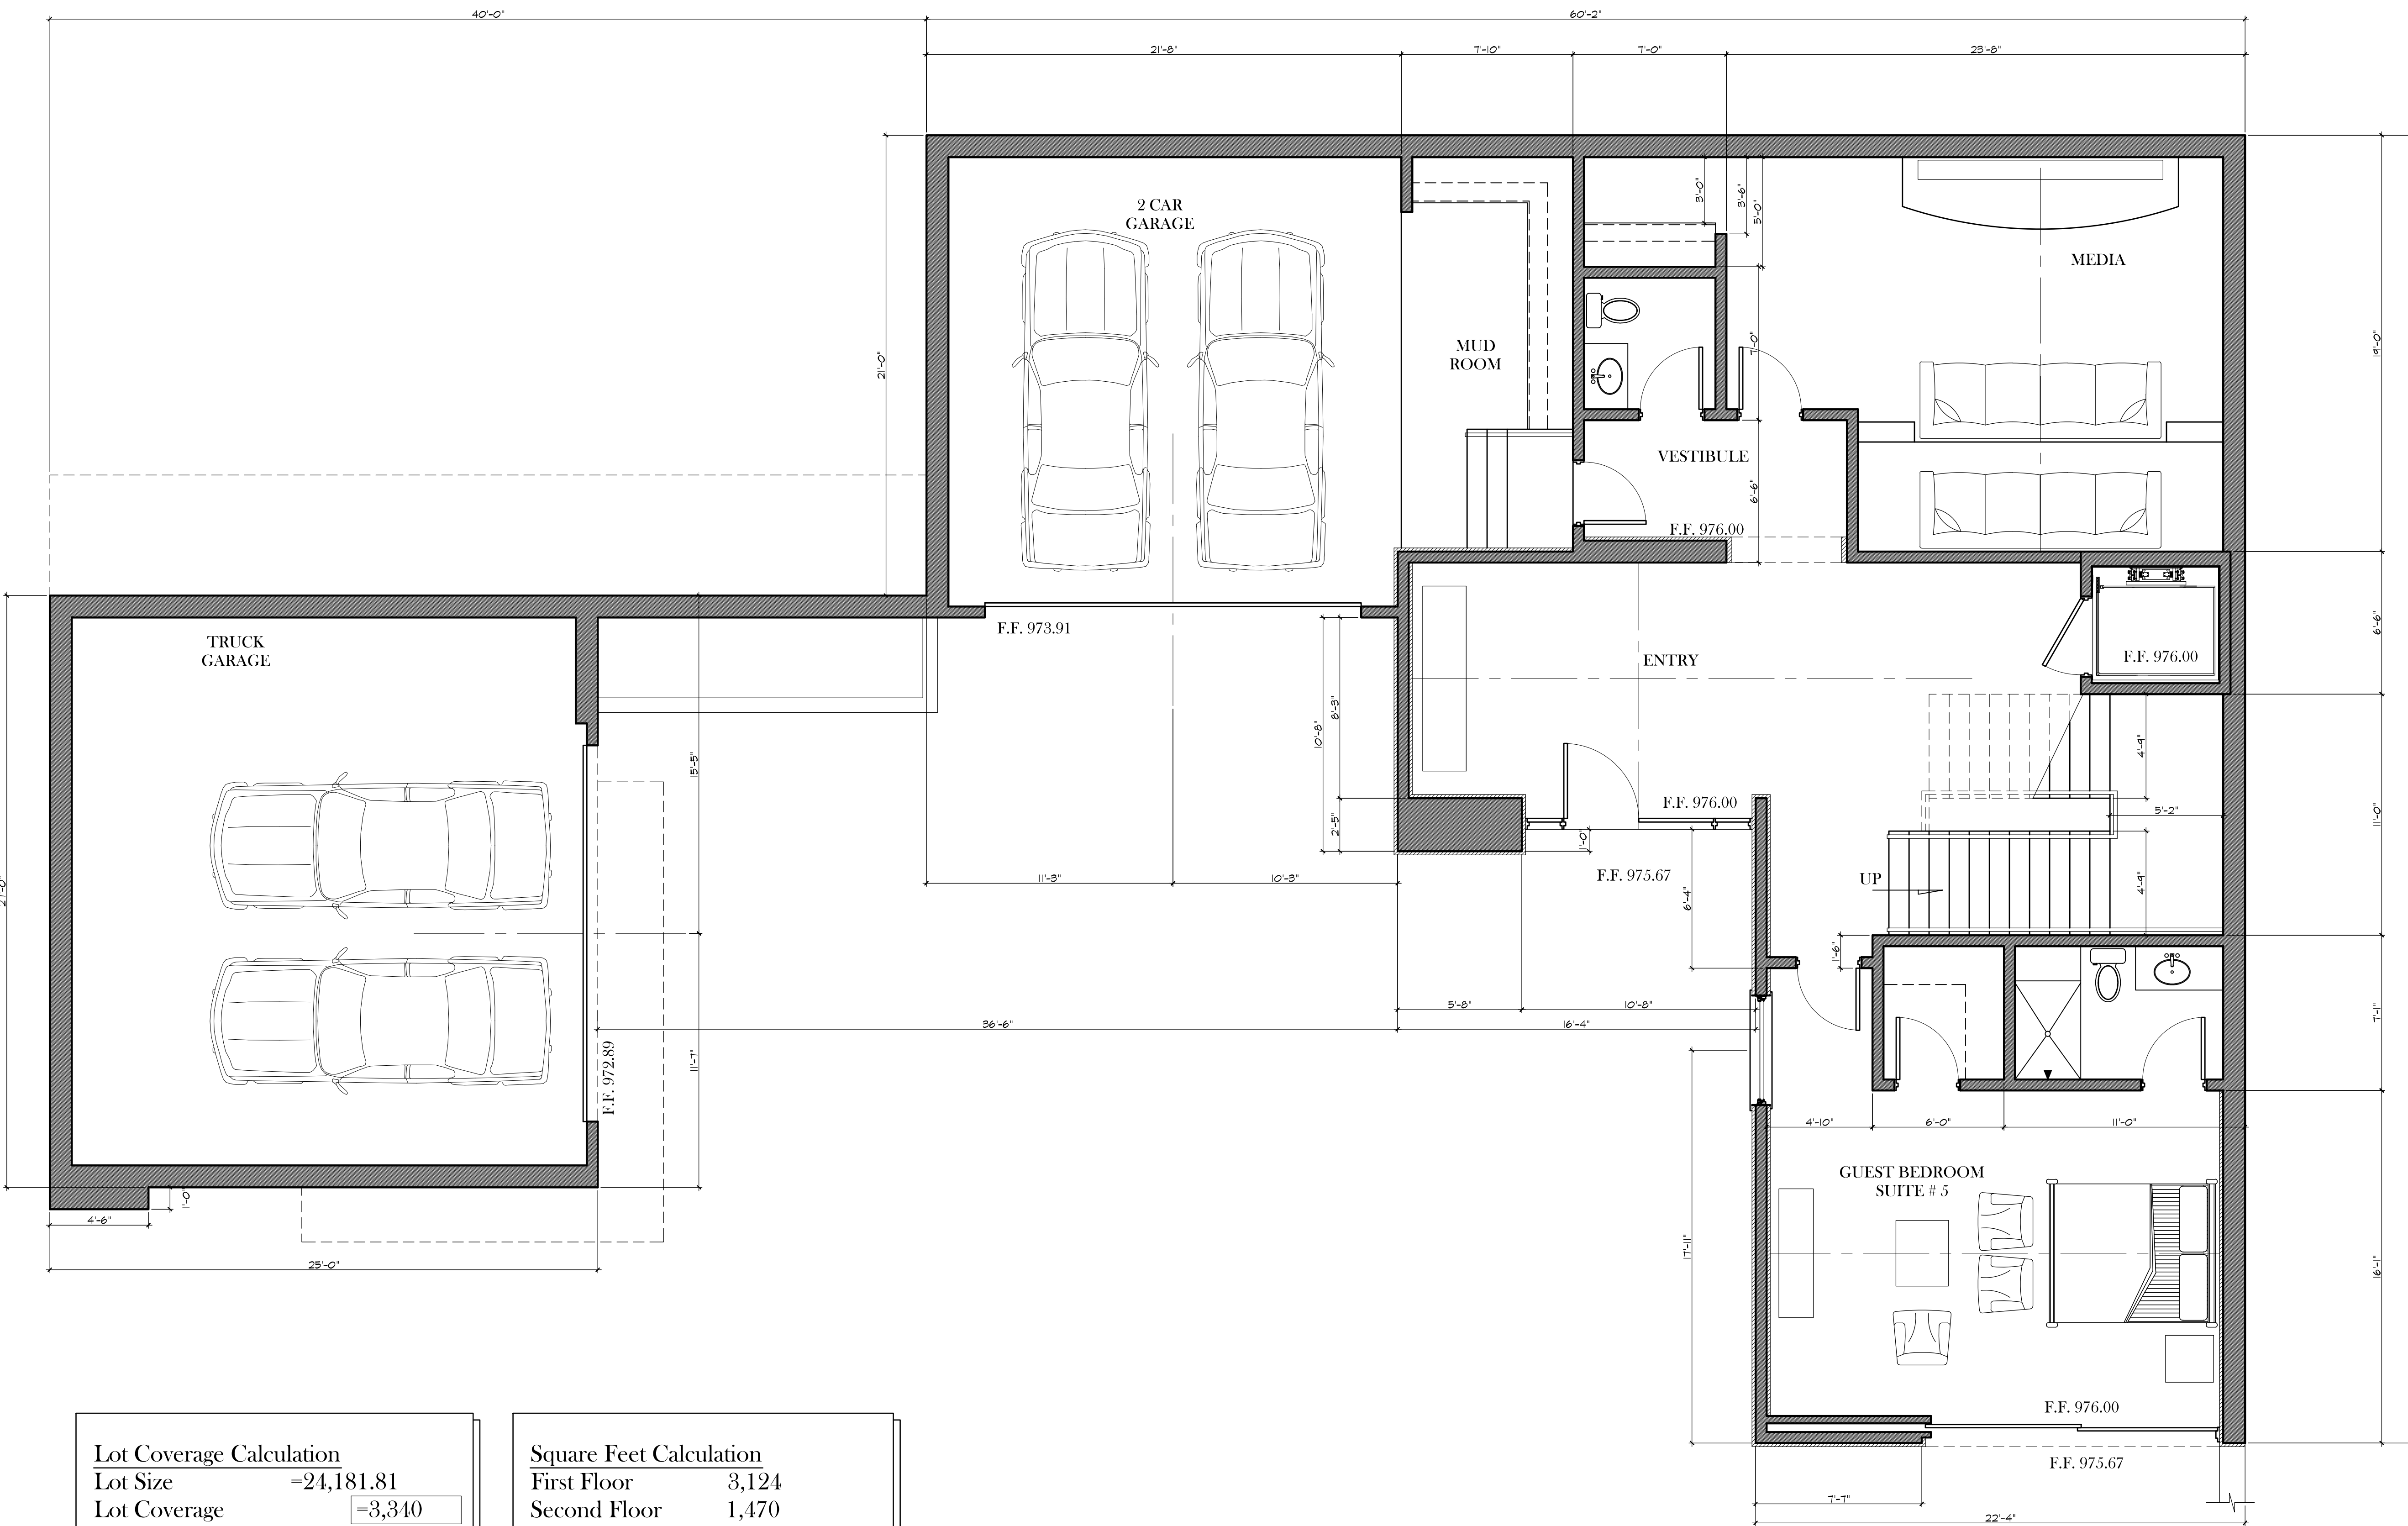 40'-0"
60'-2"
21'-8"
7'-10"
7'-0"
23'-8"
3'-0"
3'-6"
5'-0"
2 CAR
GARAGE
MEDIA
21'-0"
MUD
ROOM
7'-0"
19'-0"
VESTIBULE
6'-6"
F.F. 976.00
F.F. 973.91
TRUCK
GARAGE
ENTRY
F.F. 976.00
6'-6"
10'-8"
8'-3"
15'-5"
4'-9"
F.F. 976.00
5'-2"
11'-0"
2'-5"
1'-0"
11'-3"
10'-3"
F.F. 975.67
UP
4'-9"
6'-4"
1'-6"
5'-8"
10'-8"
36'-6"
16'-4"
7'-1"
F.F. 972.89
11'-7"
4'-10"
6'-0"
11'-0"
GUEST BEDROOM
SUITE # 5
1'-0"
4'-6"
25'-0"
17'-11"
16'-1"
F.F. 976.00
F.F. 975.67
7'-7"
22'-4"
Lot Coverage Calculation
Lot Size =24,181.81
Lot Coverage =3,340
Square Feet Calculation
First Floor 3,124
Second Floor 1,470